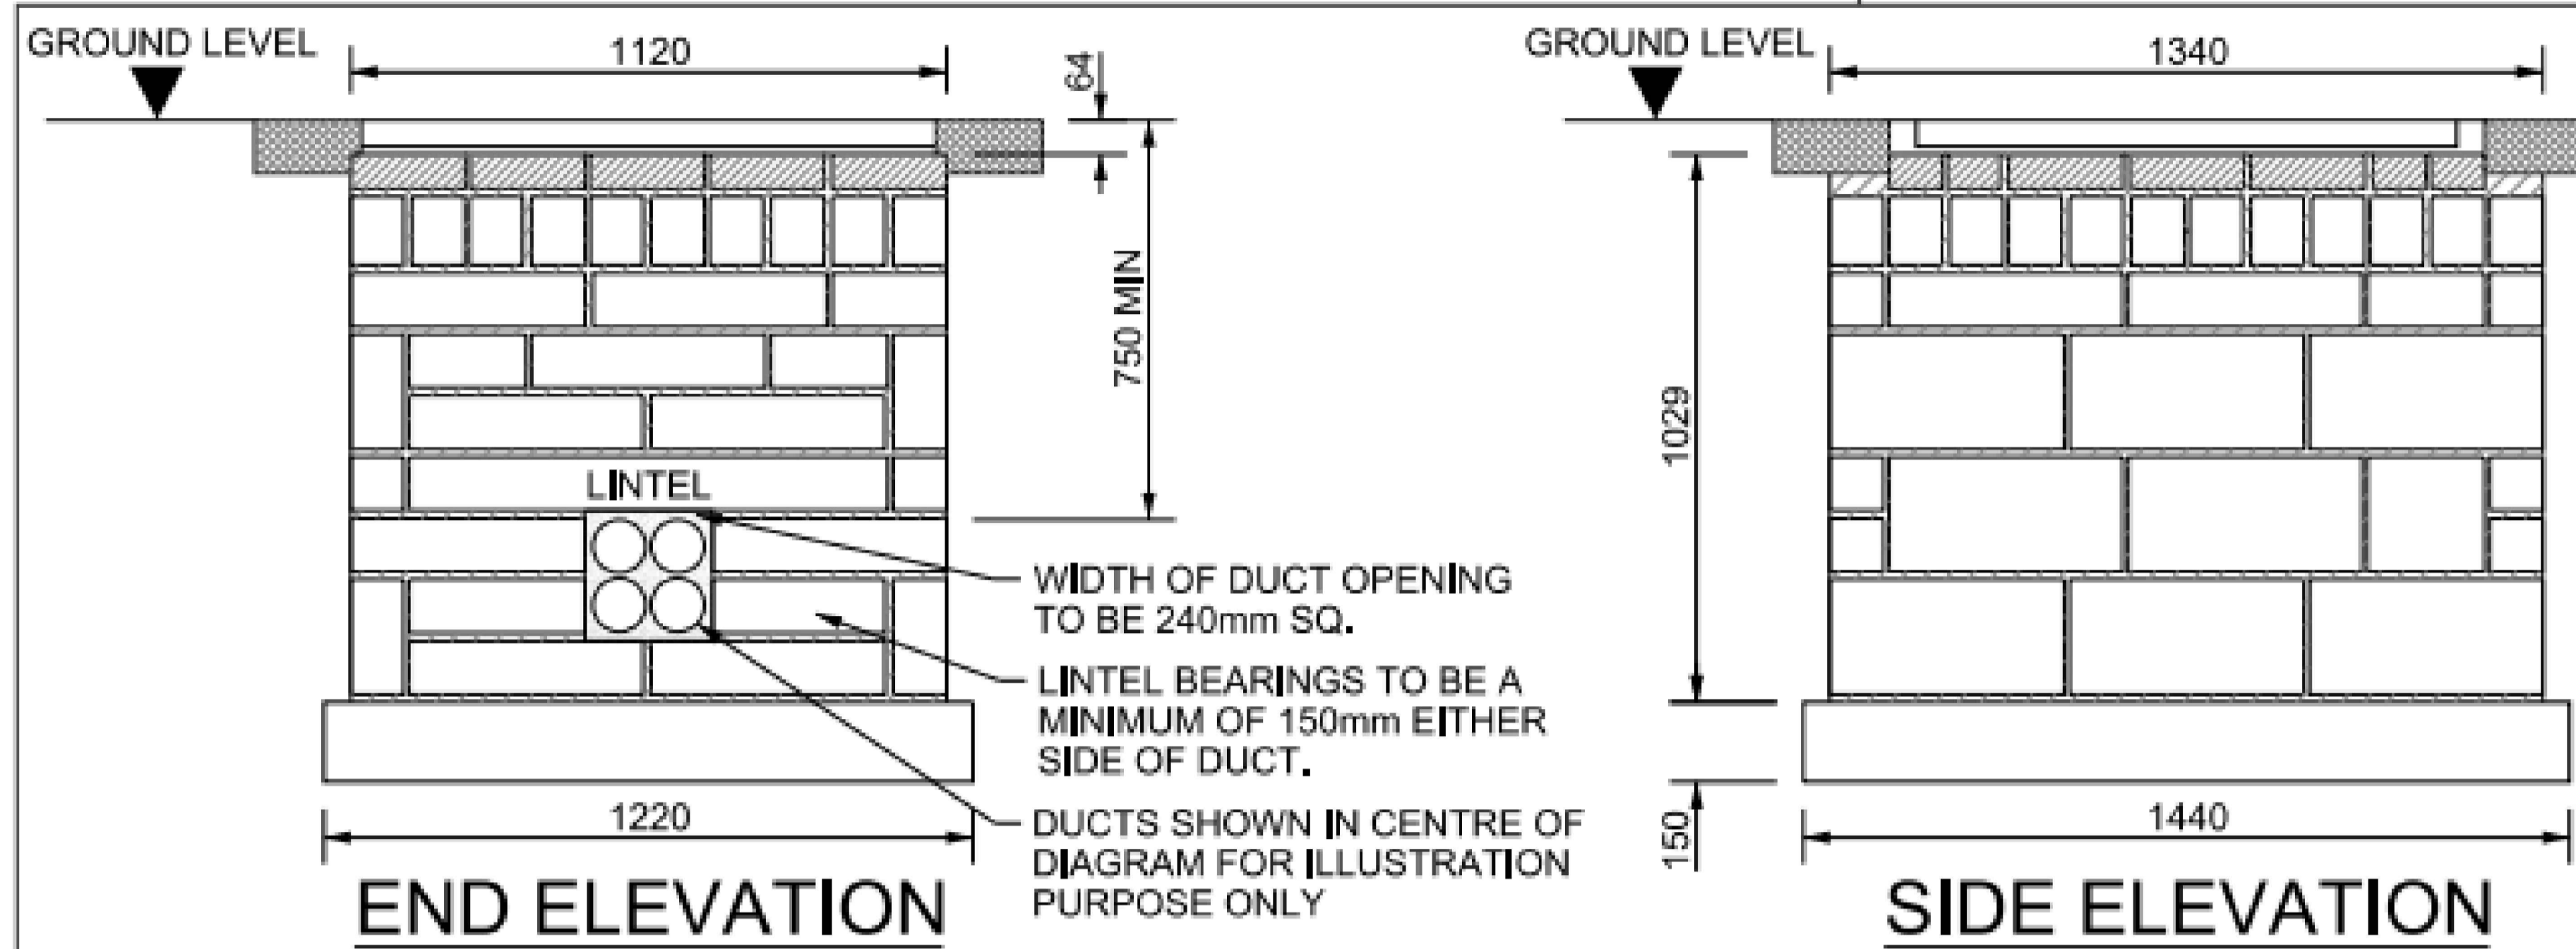 GROUND LEVEL
1120
64
750 MIN
LINTEL
WIDTH OF DUCT OPENING
TO BE 240mm SQ.
LINTEL BEARINGS TO BE A
MINIMUM OF 150mm EITHER
SIDE OF DUCT.
DUCTS SHOWN IN CENTRE OF
DIAGRAM FOR ILLUSTRATION
PURPOSE ONLY
1220
END ELEVATION
GROUND LEVEL
1340
1029
150
1440
SIDE ELEVATION